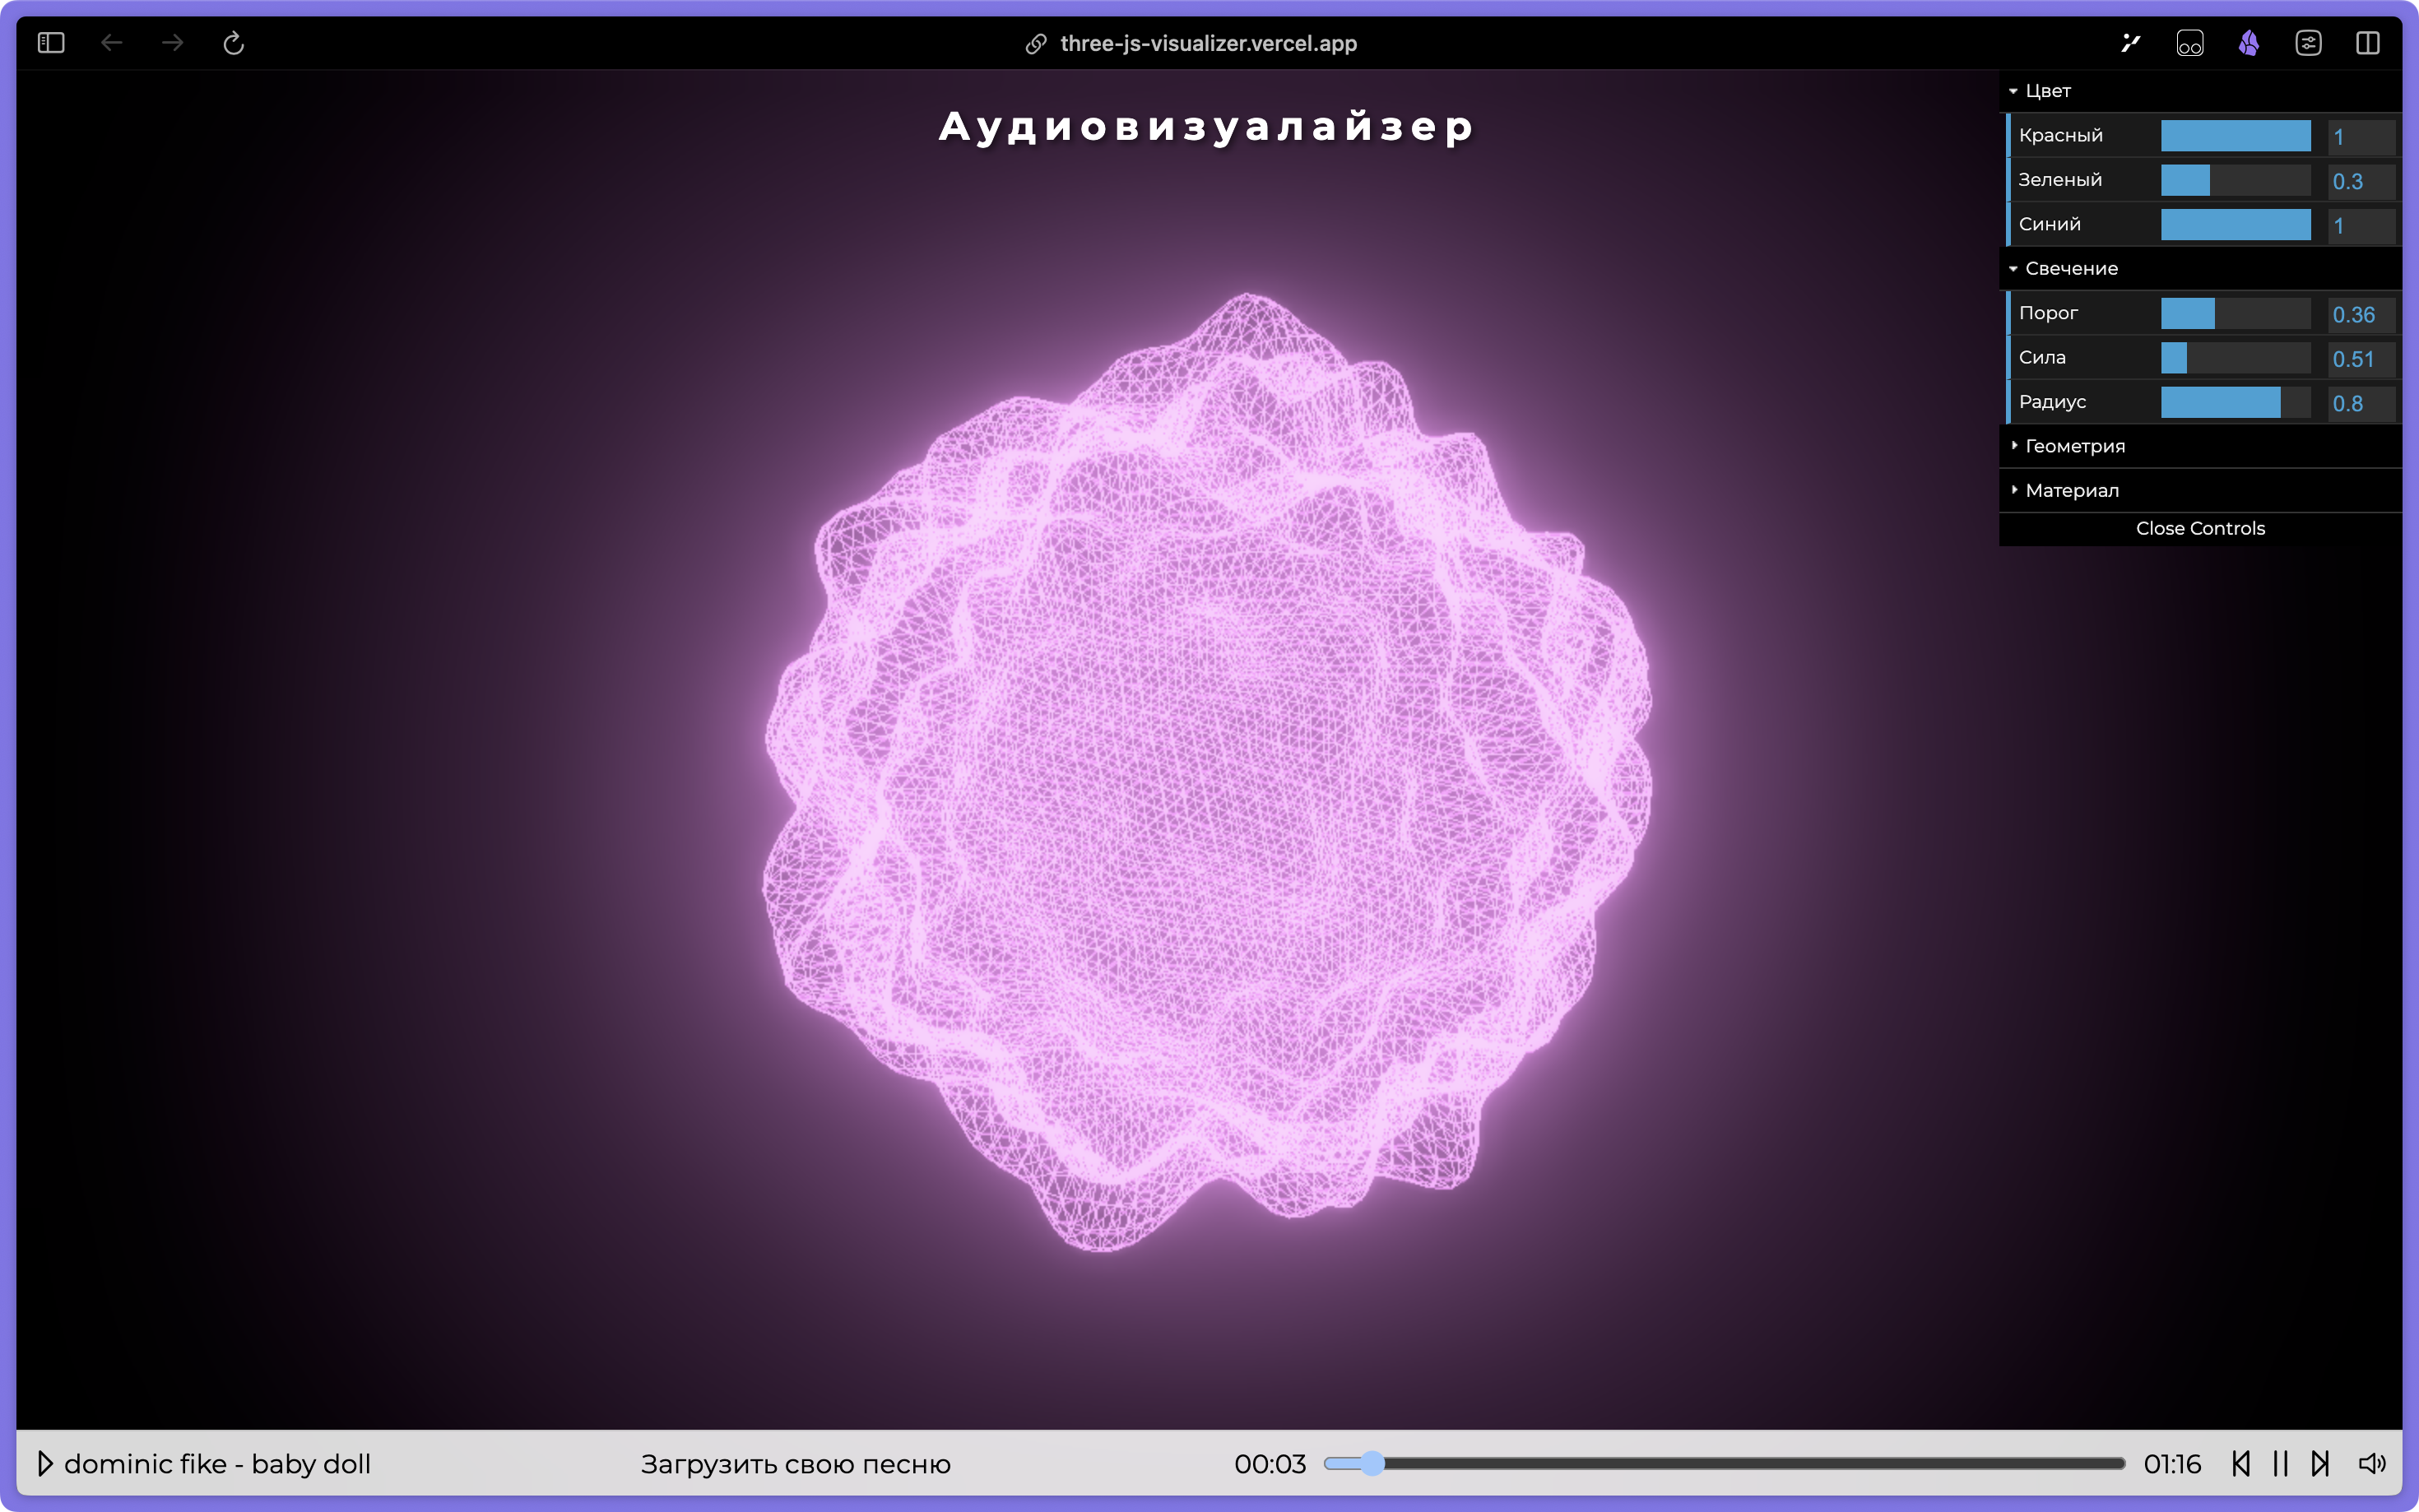 three-js-visualizer.vercel.app
Аудиовизуалайзер
Цвет
Красный 1
Зеленый 0.3
Синий 1
Свечение
Порог 0.36
Сила 0.51
Радиус 0.8
Геометрия
Материал
Close Controls
dominic fike - baby doll Загрузить свою песню 00:03 01:16